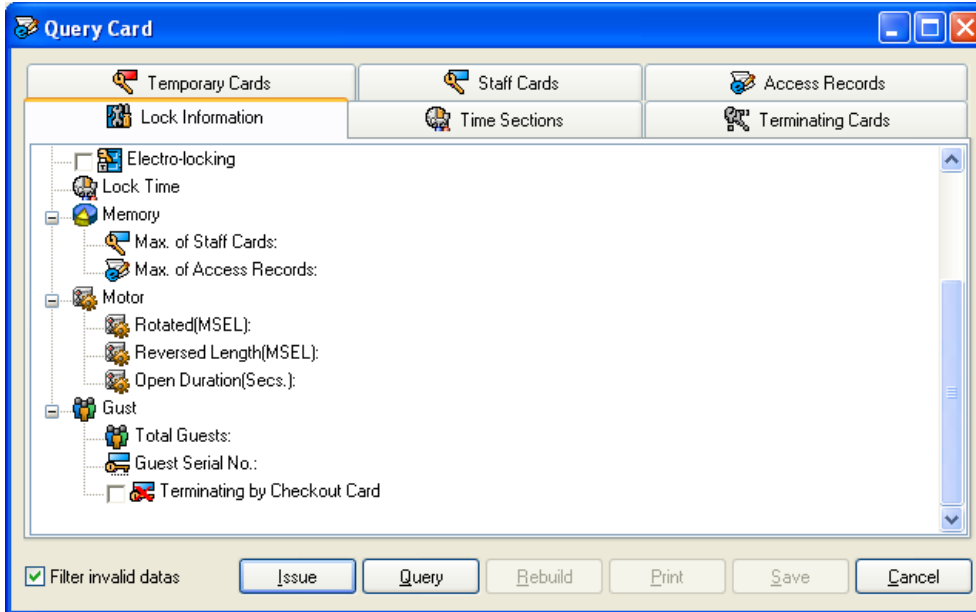 Query Card
Temporary Cards
Staff Cards
Access Records
Lock Information
Time Sections
Terminating Cards
Electro-locking
Lock Time
Memory
Max. of Staff Cards:
Max. of Access Records:
Motor
Rotated(MSEL):
Reversed Length(MSEL):
Open Duration(Secs.):
Gust
Total Guests:
Guest Serial No.:
Terminating by Checkout Card
Filter invalid datas
Issue
Query
Rebuild
Print
Save
Cancel